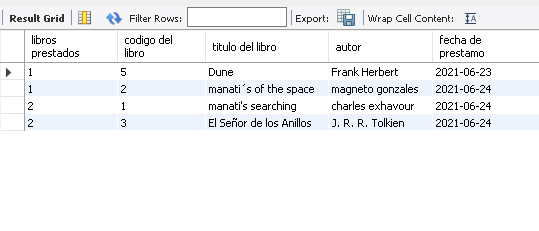 Result Grid Filter Rows: Export: Wrap Cell Content:
libros prestados codigo del libro titulo del libro autor fecha de prestamo
1 5 Dune Frank Herbert 2021-06-23
1 2 manati´s of the space magneto gonzales 2021-06-24
2 1 manati's searching charles exhavour 2021-06-24
2 3 El Señor de los Anillos J. R. R. Tolkien 2021-06-24